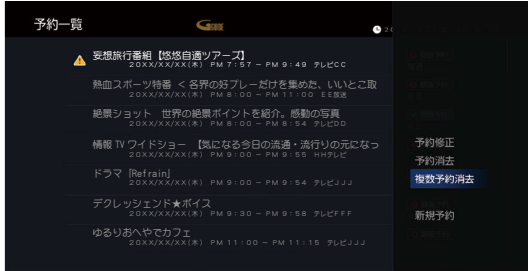 予約一覧
妄想旅行番組【悠悠自適ツアーズ】
20XX/XX/XX(木) PM 7:57 − PM 9:49 テレビCC
熱血スポーツ特番 ＜各界の好プレーだけを集めた、いいとこ取
20XX/XX/XX(木) PM 8:00 − PM 11:00 EE放送
絶景ショット 世界の絶景ポイントを紹介。感動の写真
20XX/XX/XX(木) PM 8:00 − PM 8:54 テレビDD
情報 TV ワイドショー 【気になる今日の流通・流行りの元になっ
20XX/XX/XX(木) PM 9:00 − PM 9:55 HHテレビ
ドラマ「Refrain」
20XX/XX/XX(木) PM 9:00 − PM 9:54 テレビJJJ
デクレッシェンド★ボイス
20XX/XX/XX(木) PM 9:30 − PM 9:58 テレビFFF
ゆるりおへやでカフェ
20XX/XX/XX(木) PM 11:00 − PM 11:15 テレビJJJ
予約修正
予約消去
複数予約消去
新規予約